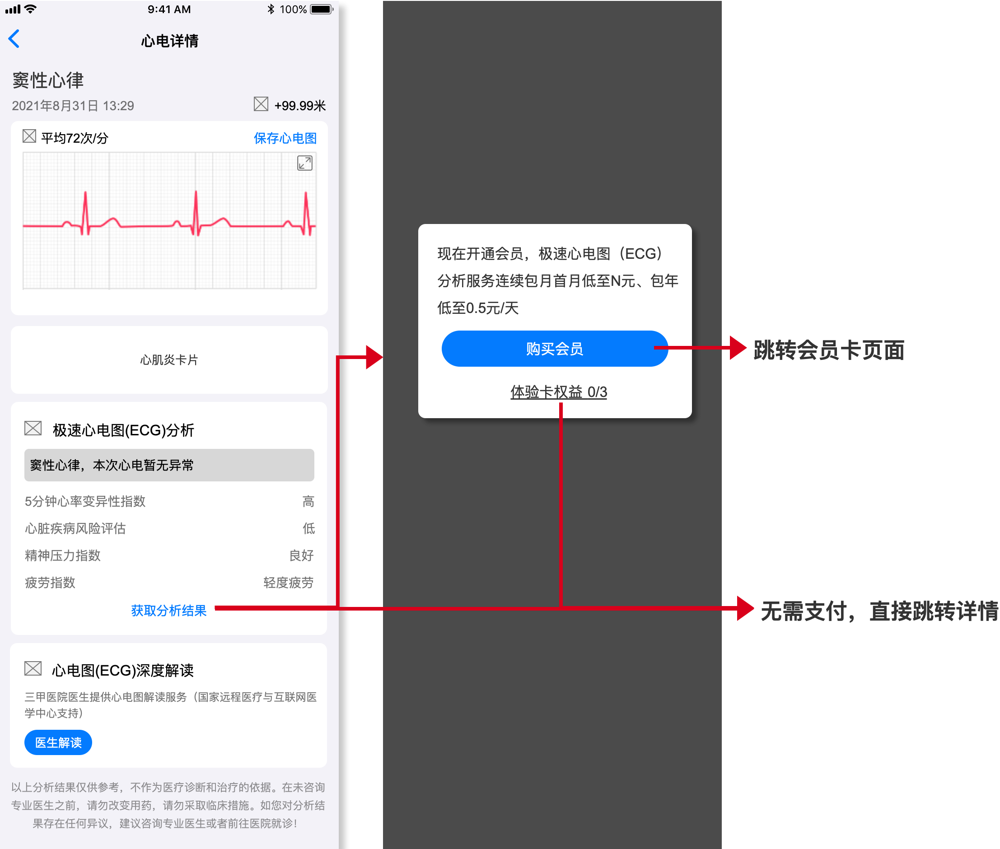 9:41 AM
100%
心电详情
窦性心律
2021年8月31日 13:29
+99.99米
平均72次/分
保存心电图
心肌炎卡片
极速心电图(ECG)分析
窦性心律，本次心电暂无异常
5分钟心率变异性指数
高
心脏疾病风险评估
低
精神压力指数
良好
疲劳指数
轻度疲劳
获取分析结果
心电图(ECG)深度解读
三甲医院医生提供心电图解读服务（国家远程医疗与互联网医
学中心支持）
医生解读
以上分析结果仅供参考，不作为医疗诊断和治疗的依据。在未咨询
专业医生之前，请勿改变用药，请勿采取临床措施。如您对分析结
果存在任何异议，建议咨询专业医生或者前往医院就诊！
现在开通会员，极速心电图（ECG）
分析服务连续包月首月低至N元、包年
低至0.5元/天
购买会员
体验卡权益 0/3
跳转会员卡页面
无需支付，直接跳转详情